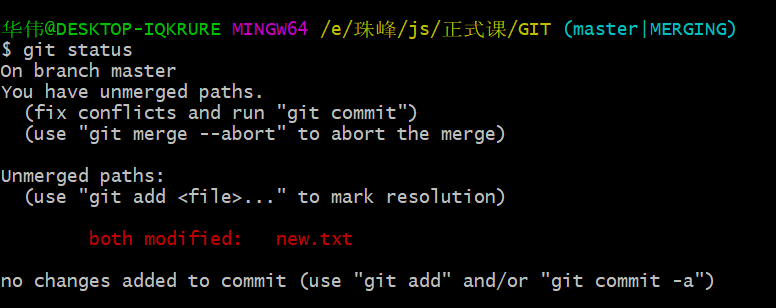 华伟@DESKTOP-IQKRURE MINGW64 /e/珠峰/js/正式课/GIT (master|MERGING)
$ git status
On branch master
You have unmerged paths.
  (fix conflicts and run "git commit")
  (use "git merge --abort" to abort the merge)

Unmerged paths:
  (use "git add <file>..." to mark resolution)

        both modified:   new.txt

no changes added to commit (use "git add" and/or "git commit -a")